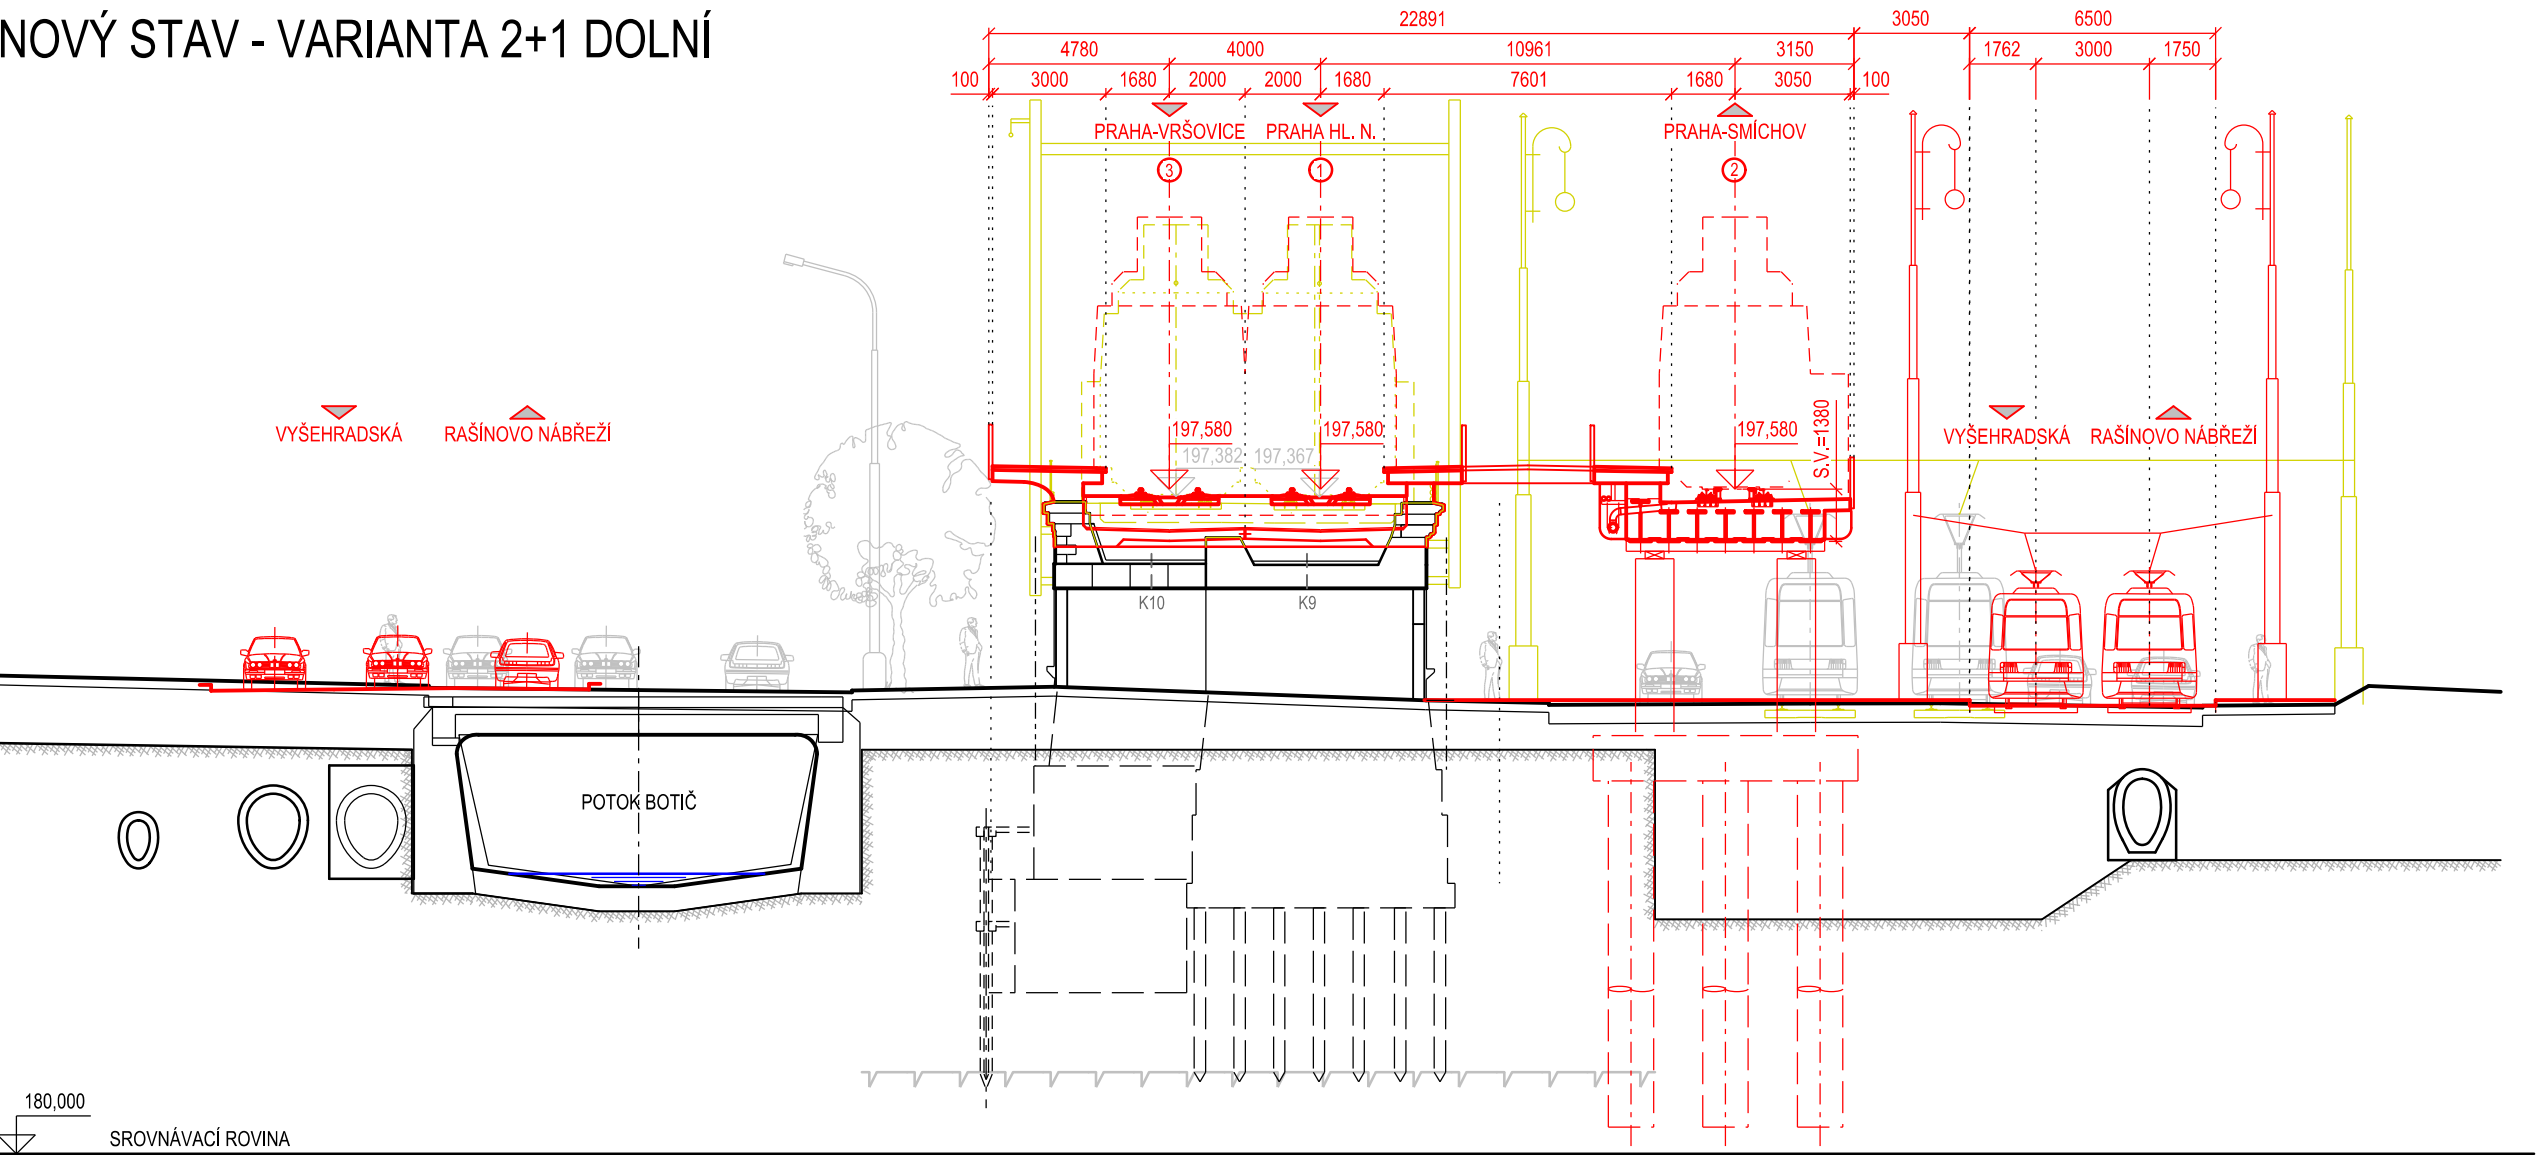 NOVÝ STAV - VARIANTA 2+1 DOLNÍ
22891 3050 6500
4780 4000 10961 3150 1762 3000 1750
100 3000 1680 2000 2000 1680 7601 1680 3050 100
PRAHA-VRŠOVICE PRAHA HL. N. PRAHA-SMÍCHOV
3 1 2
VYŠEHRADSKÁ RAŠÍNOVO NÁBŘEŽÍ
197,580 197,580 197,580
197,382 197,367
S.V.=1380
VYŠEHRADSKÁ RAŠÍNOVO NÁBŘEŽÍ
K10 K9
POTOK BOTIČ
180,000
SROVNÁVACÍ ROVINA